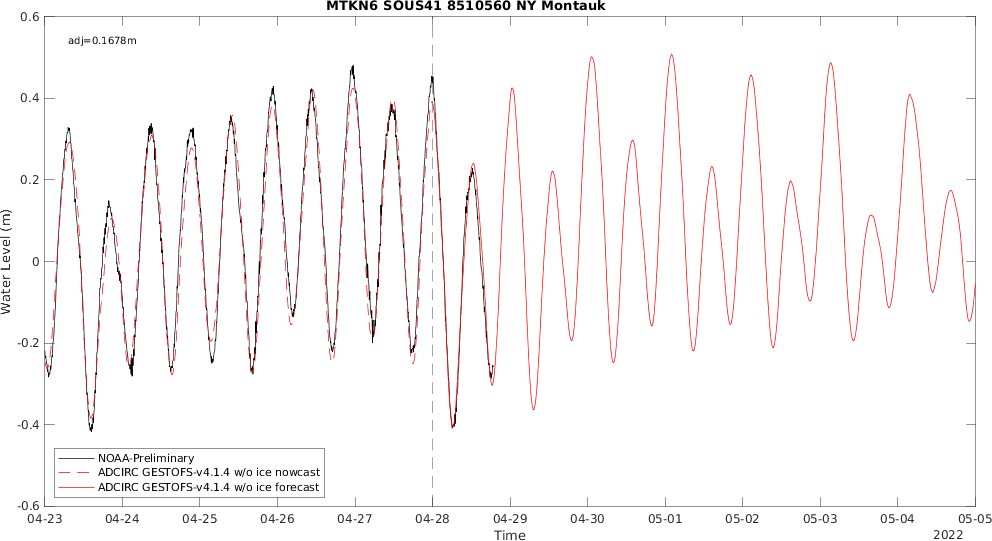 MTKN6 SOUS41 8510560 NY Montauk
adj=0.1678m
Water Level (m)
0.6
0.4
0.2
0
-0.2
-0.4
-0.6
NOAA-Preliminary
ADCIRC GESTOFS-v4.1.4 w/o ice nowcast
ADCIRC GESTOFS-v4.1.4 w/o ice forecast
04-23 04-24 04-25 04-26 04-27 04-28 04-29 04-30 05-01 05-02 05-03 05-04 05-05
Time
2022